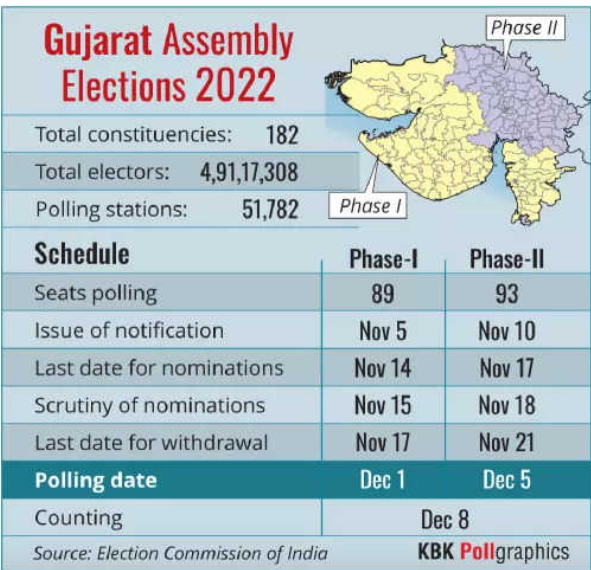 Gujarat Assembly
Elections 2022
Phase II
Total constituencies: 182
Total electors: 4,91,17,308
Polling stations: 51,782
Phase I
Schedule Phase-I Phase-II
Seats polling 89 93
Issue of notification Nov 5 Nov 10
Last date for nominations Nov 14 Nov 17
Scrutiny of nominations Nov 15 Nov 18
Last date for withdrawal Nov 17 Nov 21
Polling date Dec 1 Dec 5
Counting Dec 8
Source: Election Commission of India KBK Pollgraphics